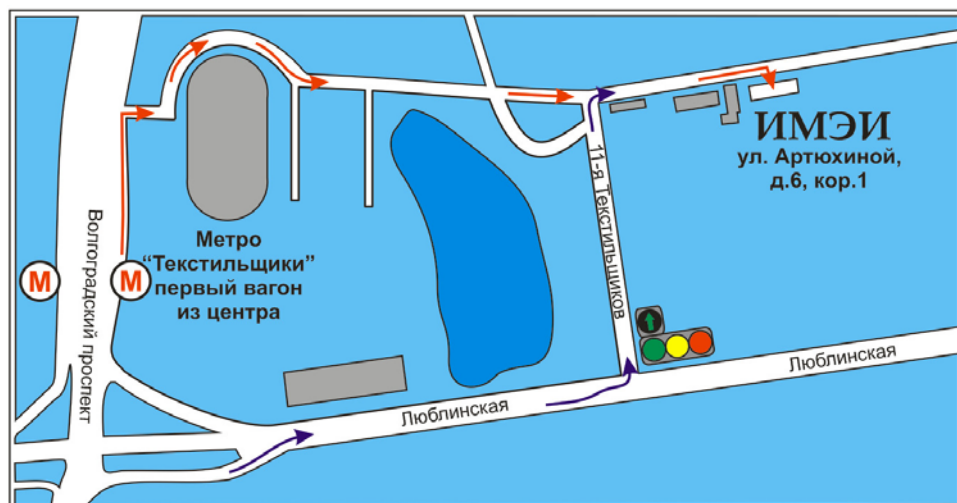 ИМЭИ
ул. Артюхиной,
д.6, кор.1
11-я Текстильщиков
Волгоградский проспект
Метро
“Текстильщики”
первый вагон
из центра
М
М
Люблинская
Люблинская